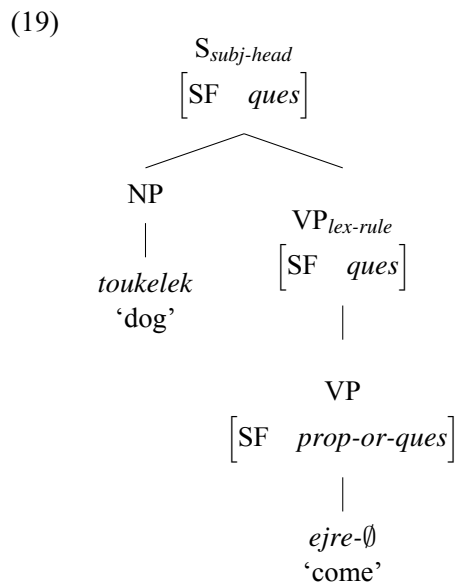 (19)
S_subj-head
[SF ques]
NP
VP_lex-rule
toukelek
[SF ques]
‘dog’
VP
[SF prop-or-ques]
ejre-∅
‘come’